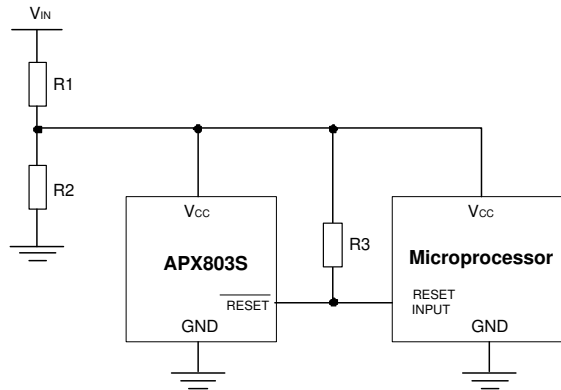 VIN
R1
R2
VCC
APX803S
RESET
GND
R3
VCC
Microprocessor
RESET
INPUT
GND